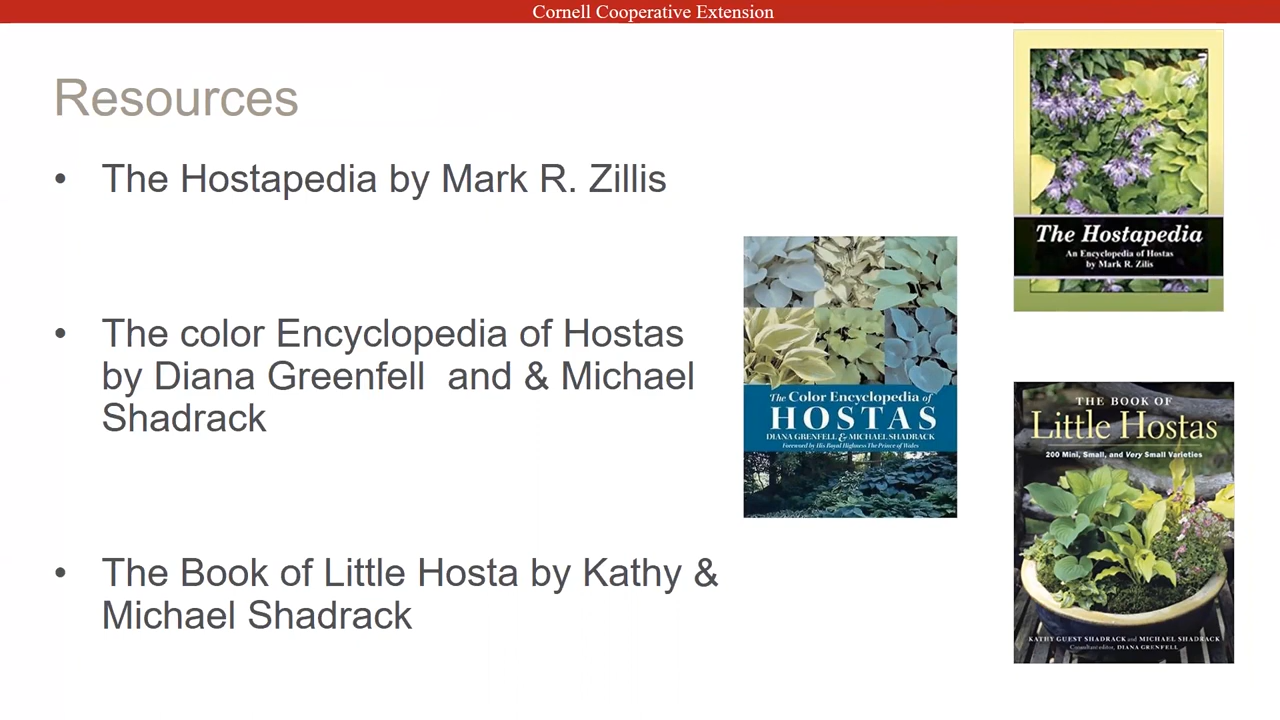 Cornell Cooperative Extension
Resources
• The Hostapedia by Mark R. Zillis
• The color Encyclopedia of Hostas
by Diana Greenfell and & Michael
Shadrack
• The Book of Little Hosta by Kathy &
Michael Shadrack
The Hostapedia
An Encyclopedia of Hostas
by Mark R. Zilis
The Color Encyclopedia of
HOSTAS
DIANA GRENFELL & MICHAEL SHADRACK
Foreword by His Royal Highness The Prince of Wales
THE BOOK OF
Little Hostas
200 Mini, Small, and Very Small Varieties
KATHY GUEST SHADRACK and MICHAEL SHADRACK
Consultant editor, DIANA GRENFELL